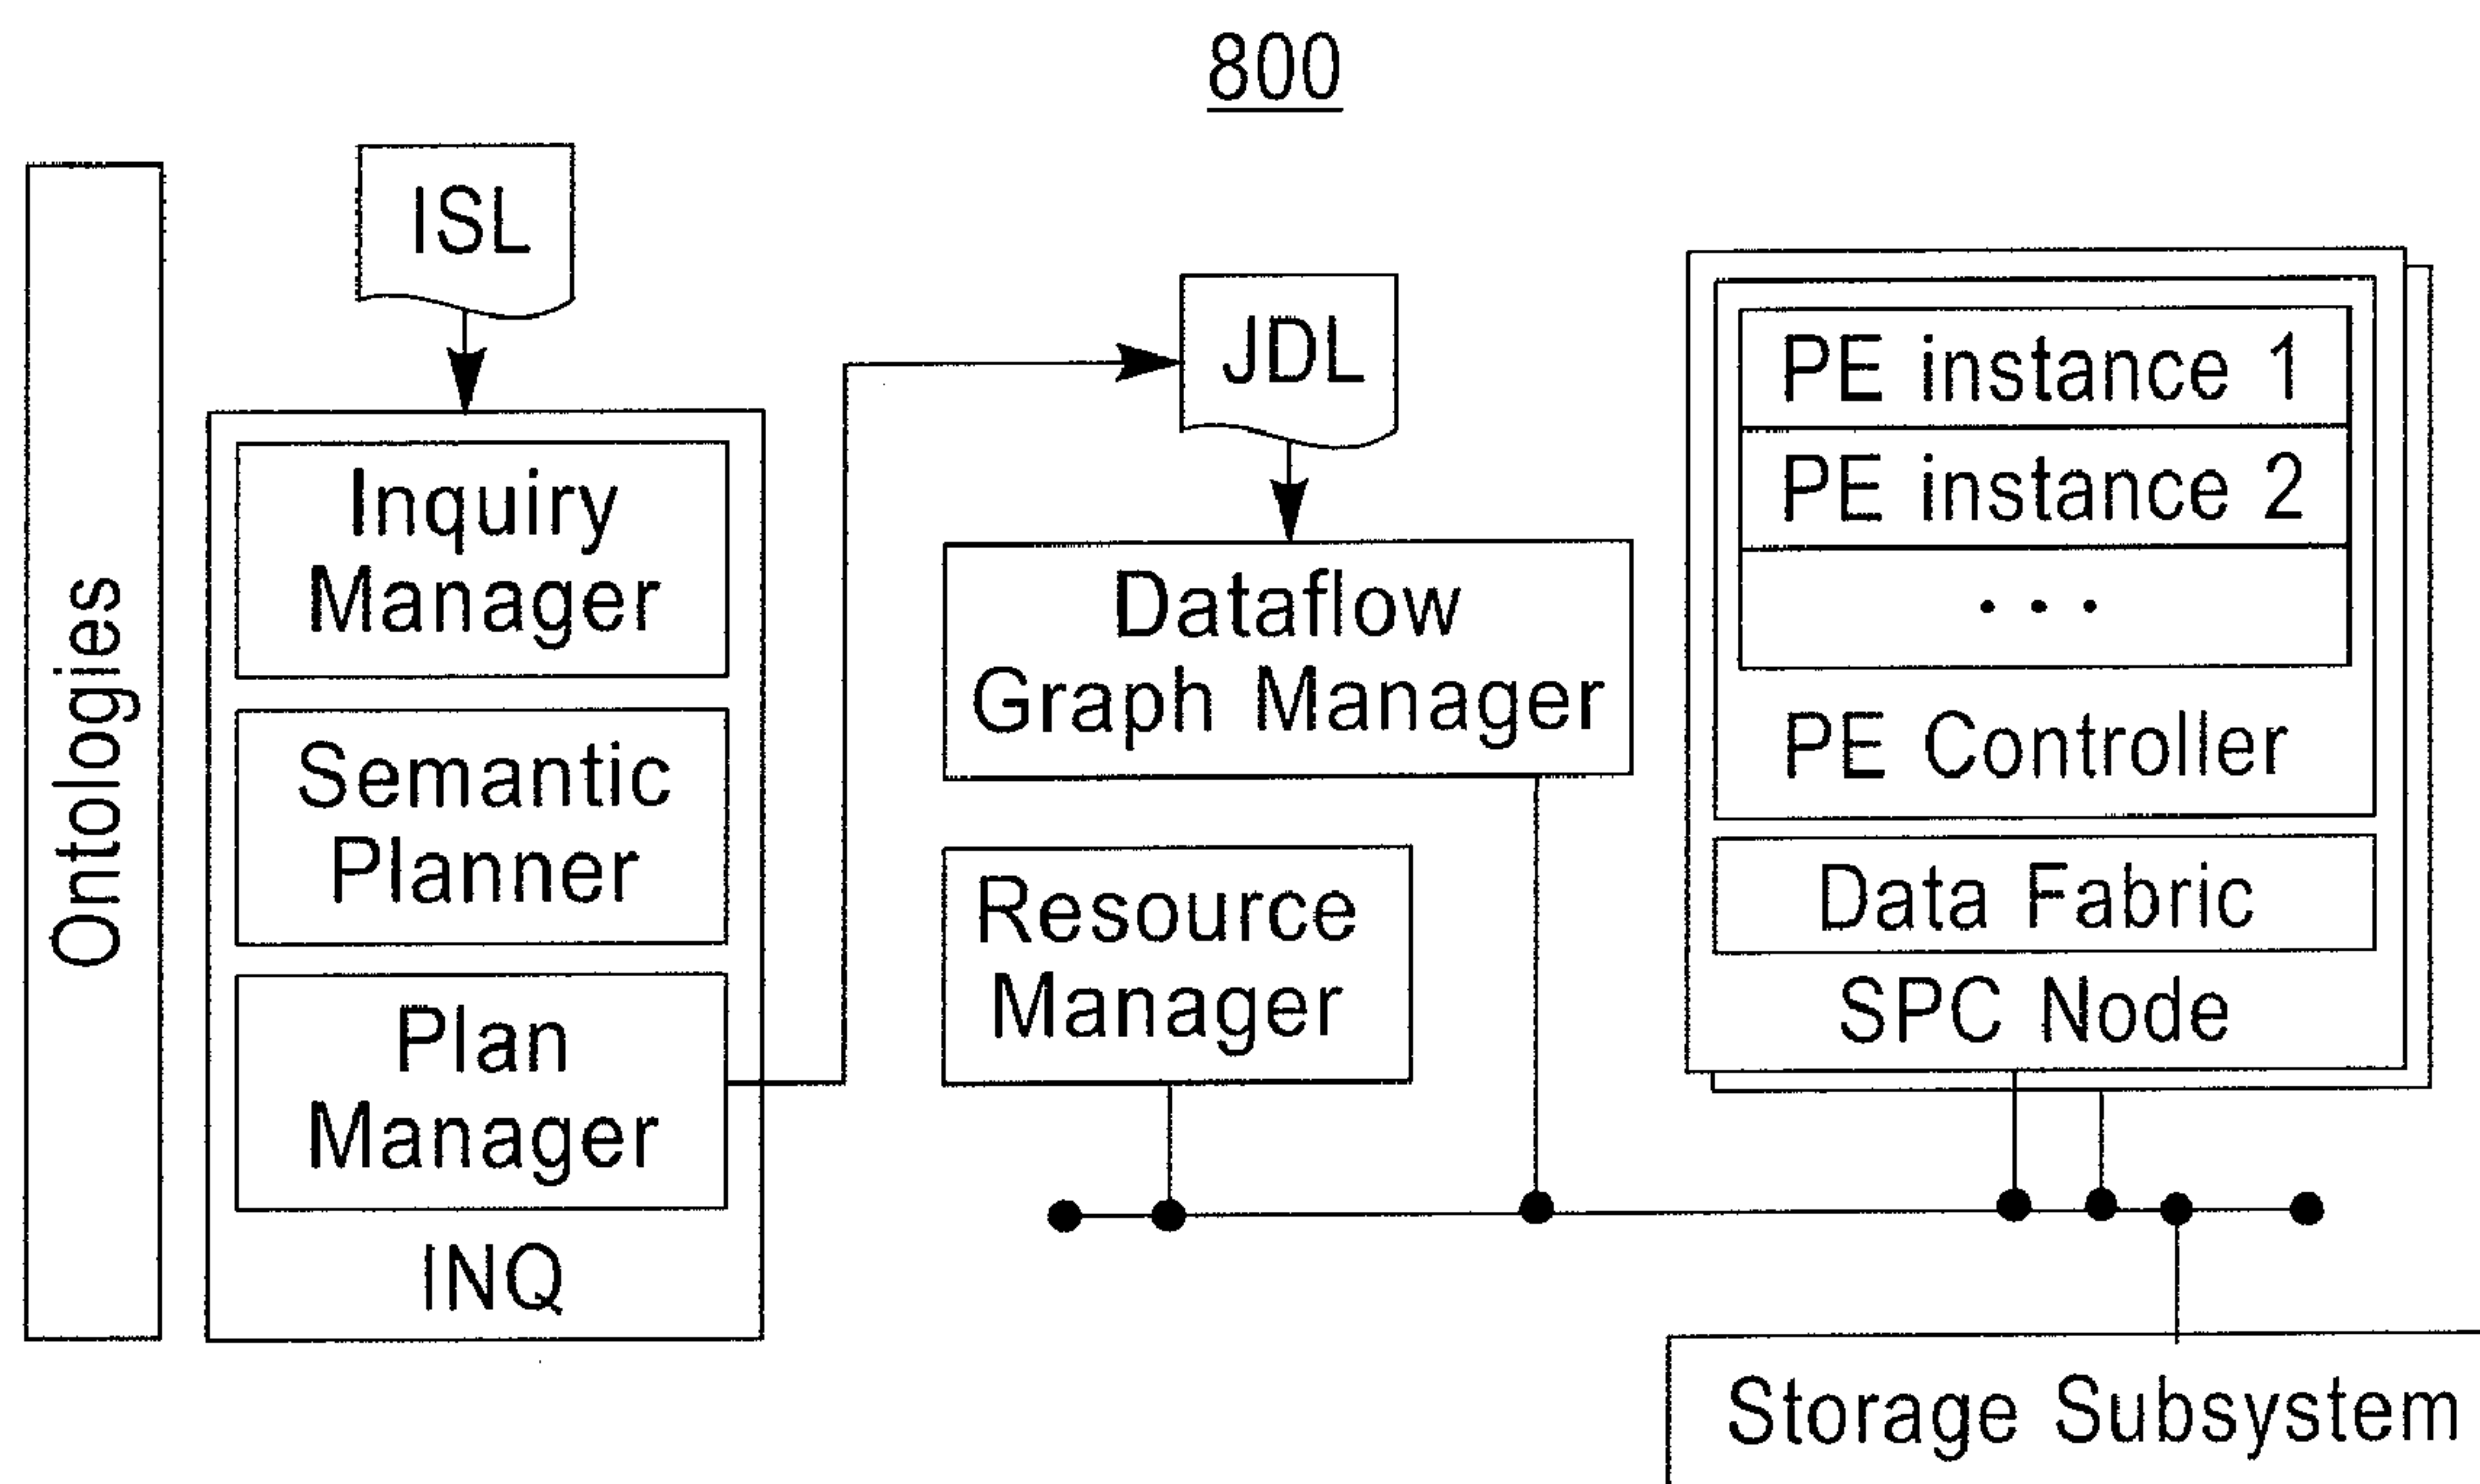 800
Ontologies
ISL
Inquiry
Manager
Semantic
Planner
Plan
Manager
INQ
JDL
Dataflow
Graph Manager
Resource
Manager
PE instance 1
PE instance 2
...
PE Controller
Data Fabric
SPC Node
Storage Subsystem